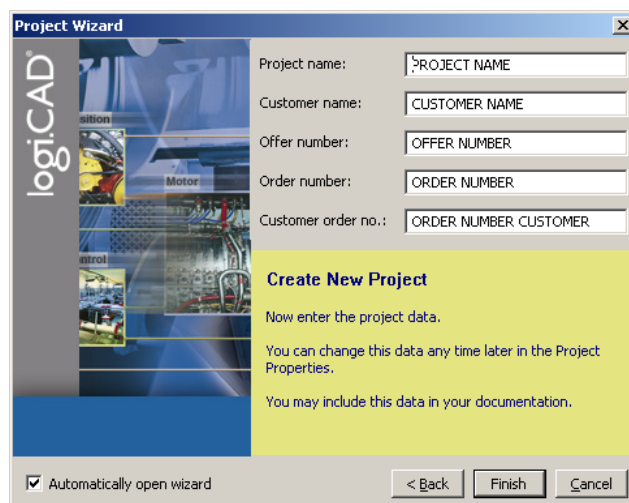 Project Wizard
logi.CAD
sition
Motor
ntrol
Project name:
PROJECT NAME
Customer name:
CUSTOMER NAME
Offer number:
OFFER NUMBER
Order number:
ORDER NUMBER
Customer order no.:
ORDER NUMBER CUSTOMER
Create New Project
Now enter the project data.
You can change this data any time later in the Project
Properties.
You may include this data in your documentation.
Automatically open wizard
< Back
Finish
Cancel